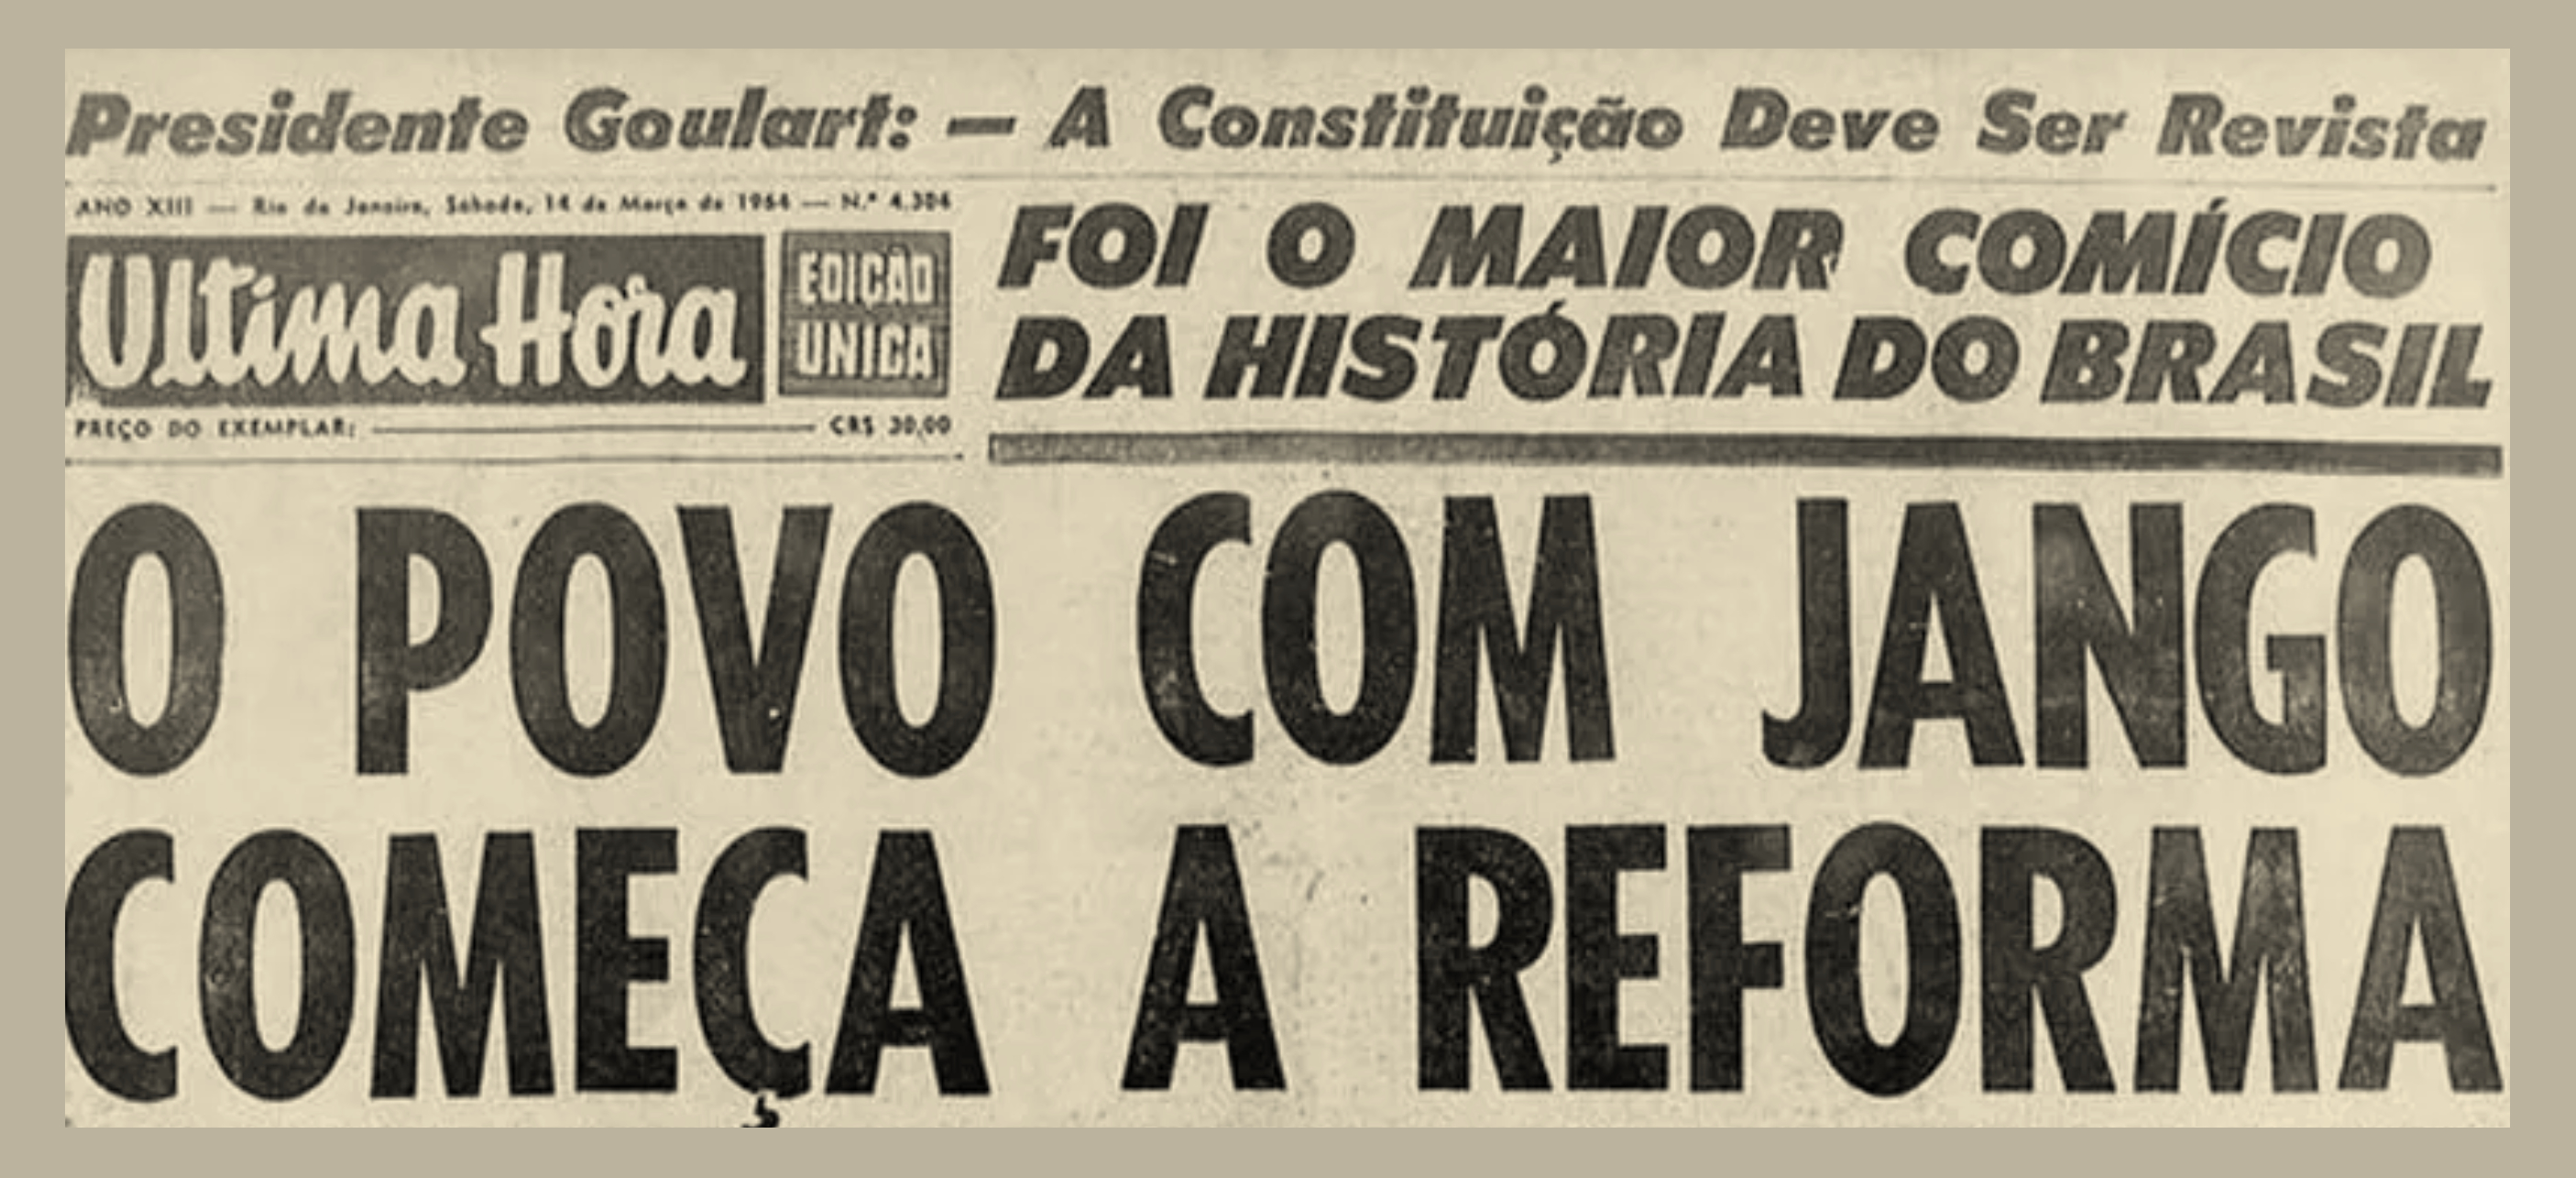 Presidente Goulart: — A Constituição Deve Ser Revista
ANO XIII — Rio de Janeiro, Sábado, 14 de Março de 1964 — N.º 4.304
Ultima Hora
EDIÇÃO
UNICA
PREÇO DO EXEMPLAR: CR$ 30,00
FOI O MAIOR COMÍCIO
DA HISTÓRIA DO BRASIL
O POVO COM JANGO
COMEÇA A REFORMA